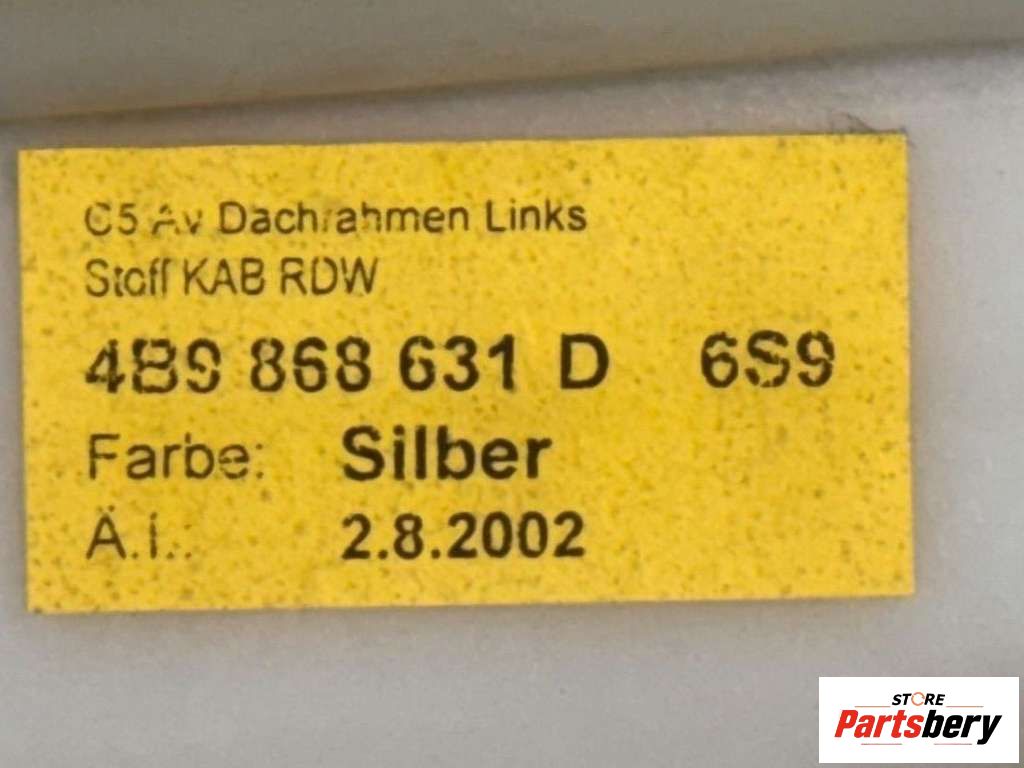 C5 Av Dachrahmen Links
Stoff KAB RDW
4B9 868 631 D 6S9
Farbe: Silber
Ä.I.: 2.8.2002
STORE
Partsbery